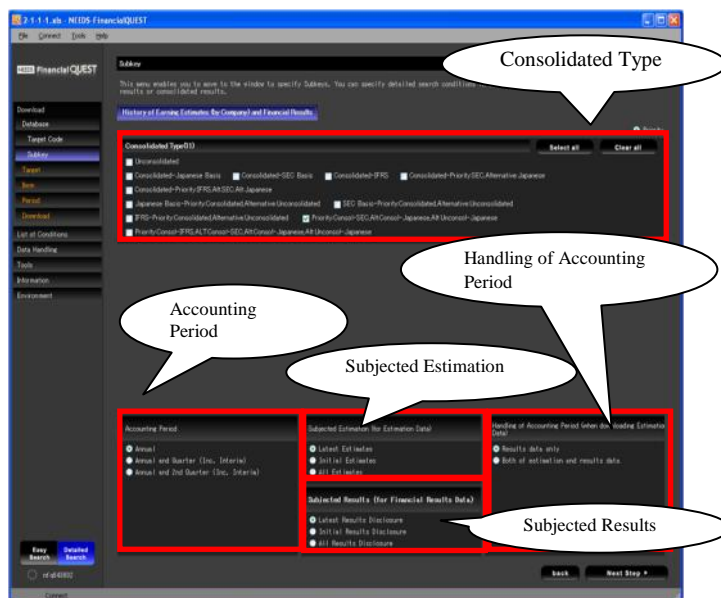 2-1-1-1.xls - NEEDS-FinancialQUEST
File Connect Tools Help
NEEDS FinancialQUEST
Subkey
Consolidated Type
This menu enables you to move to the window to specify Subkeys. You can specify detailed search conditions
results or consolidated results.
History of Earning Estimates (by Company) and Financial Results
Download
Database
Target Code
Subkey
Target
Item
Period
Download
List of Conditions
Data Handling
Tools
Information
Environment
Consolidated Type(11)
Select all
Clear all
Unconsolidated
Consolidated-Japanese Basis
Consolidated-SEC Basis
Consolidated-IFRS
Consolidated-Priority:SEC,Alternative:Japanese
Consolidated-Priority:IFRS,Alt:SEC,Alt:Japanese
Japanese Basis-Priority:Consolidated,Alternative:Unconsolidated
SEC Basis-Priority:Consolidated,Alternative:Unconsolidated
IFRS-Priority:Consolidated,Alternative:Unconsolidated
Priority:Consol-SEC,Alt:Consol-Japanese,Alt:Unconsol-Japanese
Priority:Consol-IFRS,ALT:Consol-SEC,Alt:Consol-Japanese,Alt:Unconsol-Japanese
Handling of Accounting
Period
Accounting
Period
Subjected Estimation
Accounting Period
Annual
Annual and Quarter (Inc. Interim)
Annual and 2nd Quarter (Inc. Interim)
Subjected Estimation (for Estimation Data)
Latest Estimates
Initial Estimates
All Estimates
Handling of Accounting Period (when downloading Estimation
Data)
Results data only
Both of estimation and results data
Subjected Results (for Financial Results Data)
Latest Results Disclosure
Initial Results Disclosure
All Results Disclosure
Subjected Results
Easy
Search
Detailed
Search
back
Next Step
Connect